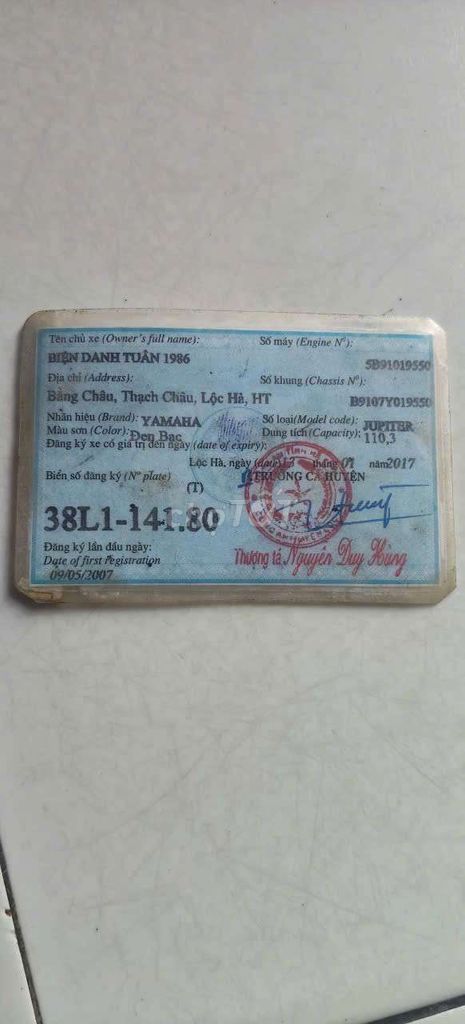 Tên chủ xe (Owner's full name):
BIỆN DANH TUẤN 1986
Số máy (Engine N°):
5B91019550
Địa chỉ (Address):
Bằng Châu, Thạch Châu, Lộc Hà, HT
Số khung (Chassis N°):
B9107Y019550
Nhãn hiệu (Brand): YAMAHA
Số loại(Model code): JUPITER
Màu sơn (Color): Đen Bạc
Dung tích(Capacity): 110,3
Đăng ký xe có giá trị đến ngày (date of expiry):
Lộc Hà, ngày (date) tháng 01 năm2017
Biển số đăng ký (N° plate)
(T)
TRƯỞNG CA HUYỆN
38L1-141.80
chợTỐT
Đăng ký lần đầu ngày:
Date of first registration
09/05/2007
Thượng tá Nguyễn Duy Hùng